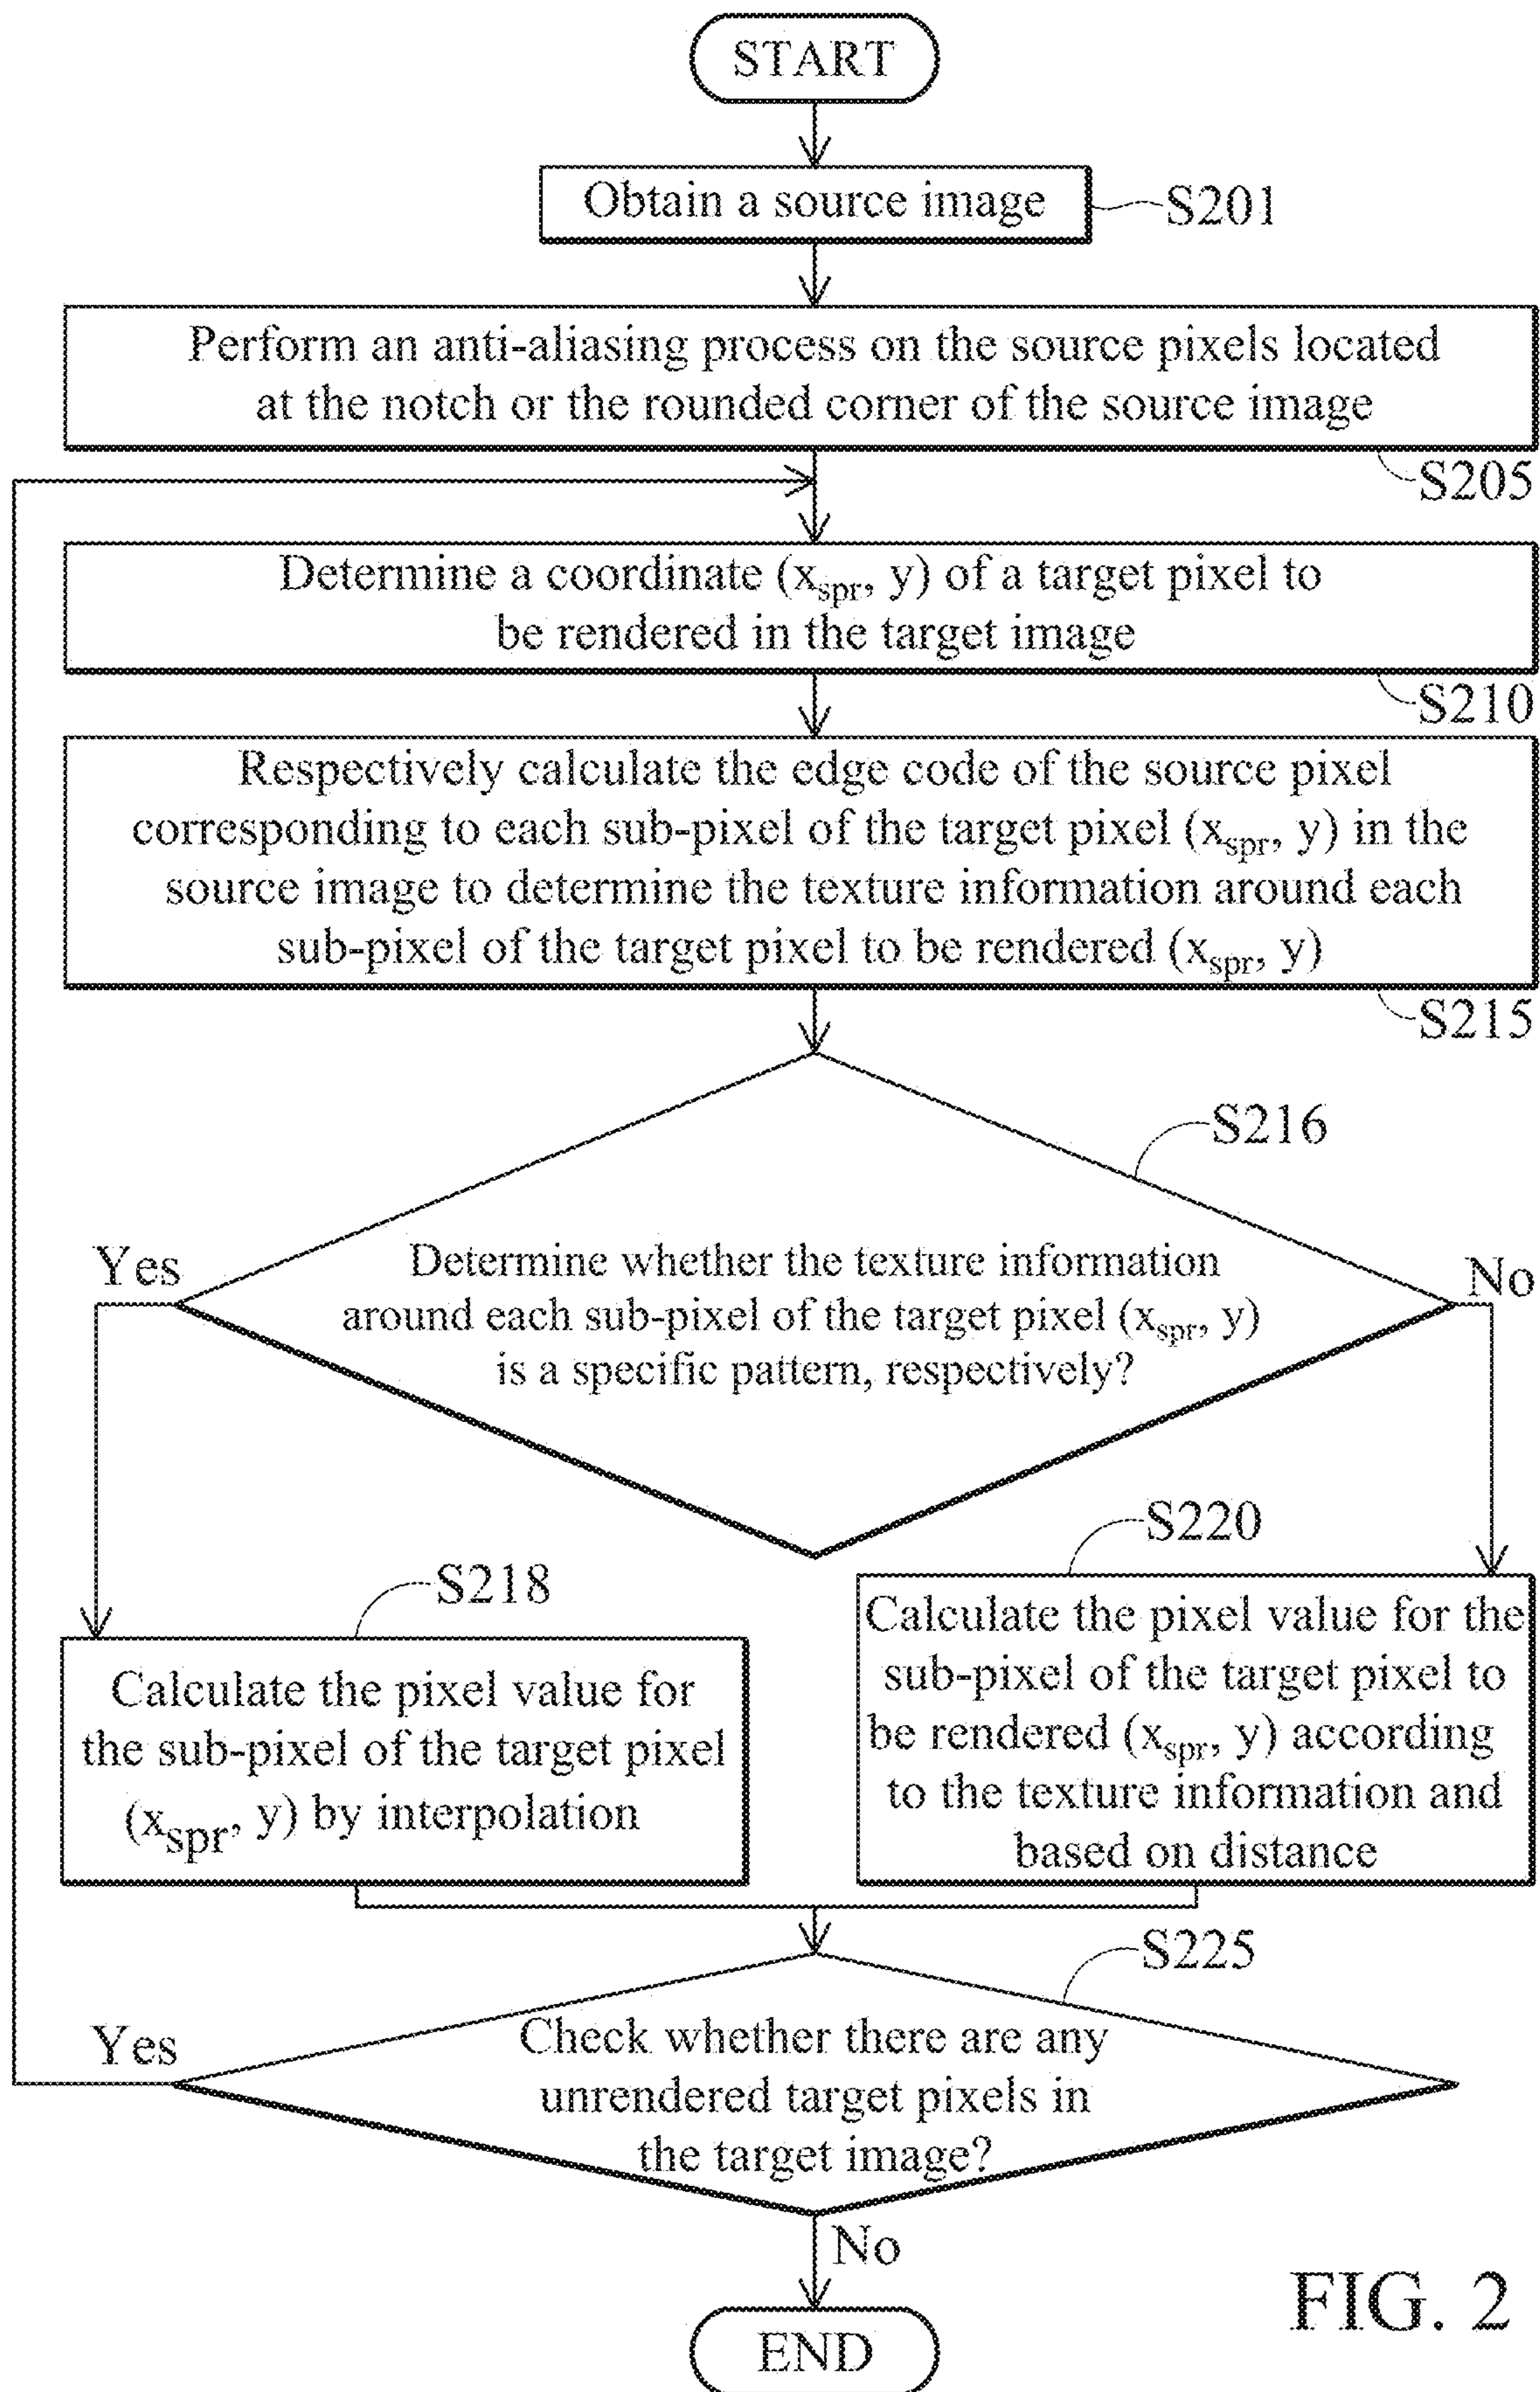 START
Obtain a source image
S201
Perform an anti-aliasing process on the source pixels located
at the notch or the rounded corner of the source image
S205
Determine a coordinate (xspr, y) of a target pixel to
be rendered in the target image
S210
Respectively calculate the edge code of the source pixel
corresponding to each sub-pixel of the target pixel (xspr, y) in the
source image to determine the texture information around each
sub-pixel of the target pixel to be rendered (xspr, y)
S215
S216
Yes
No
Determine whether the texture information
around each sub-pixel of the target pixel (xspr, y)
is a specific pattern, respectively?
S218
Calculate the pixel value for
the sub-pixel of the target pixel
(xspr, y) by interpolation
S220
Calculate the pixel value for the
sub-pixel of the target pixel to
be rendered (xspr, y) according
to the texture information and
based on distance
S225
Yes
Check whether there are any
unrendered target pixels in
the target image?
No
END
FIG. 2